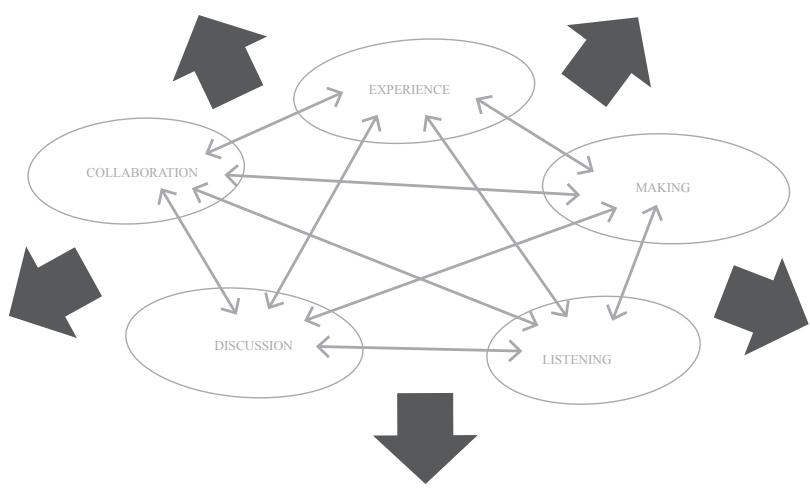 EXPERIENCE
COLLABORATION
MAKING
DISCUSSION
LISTENING